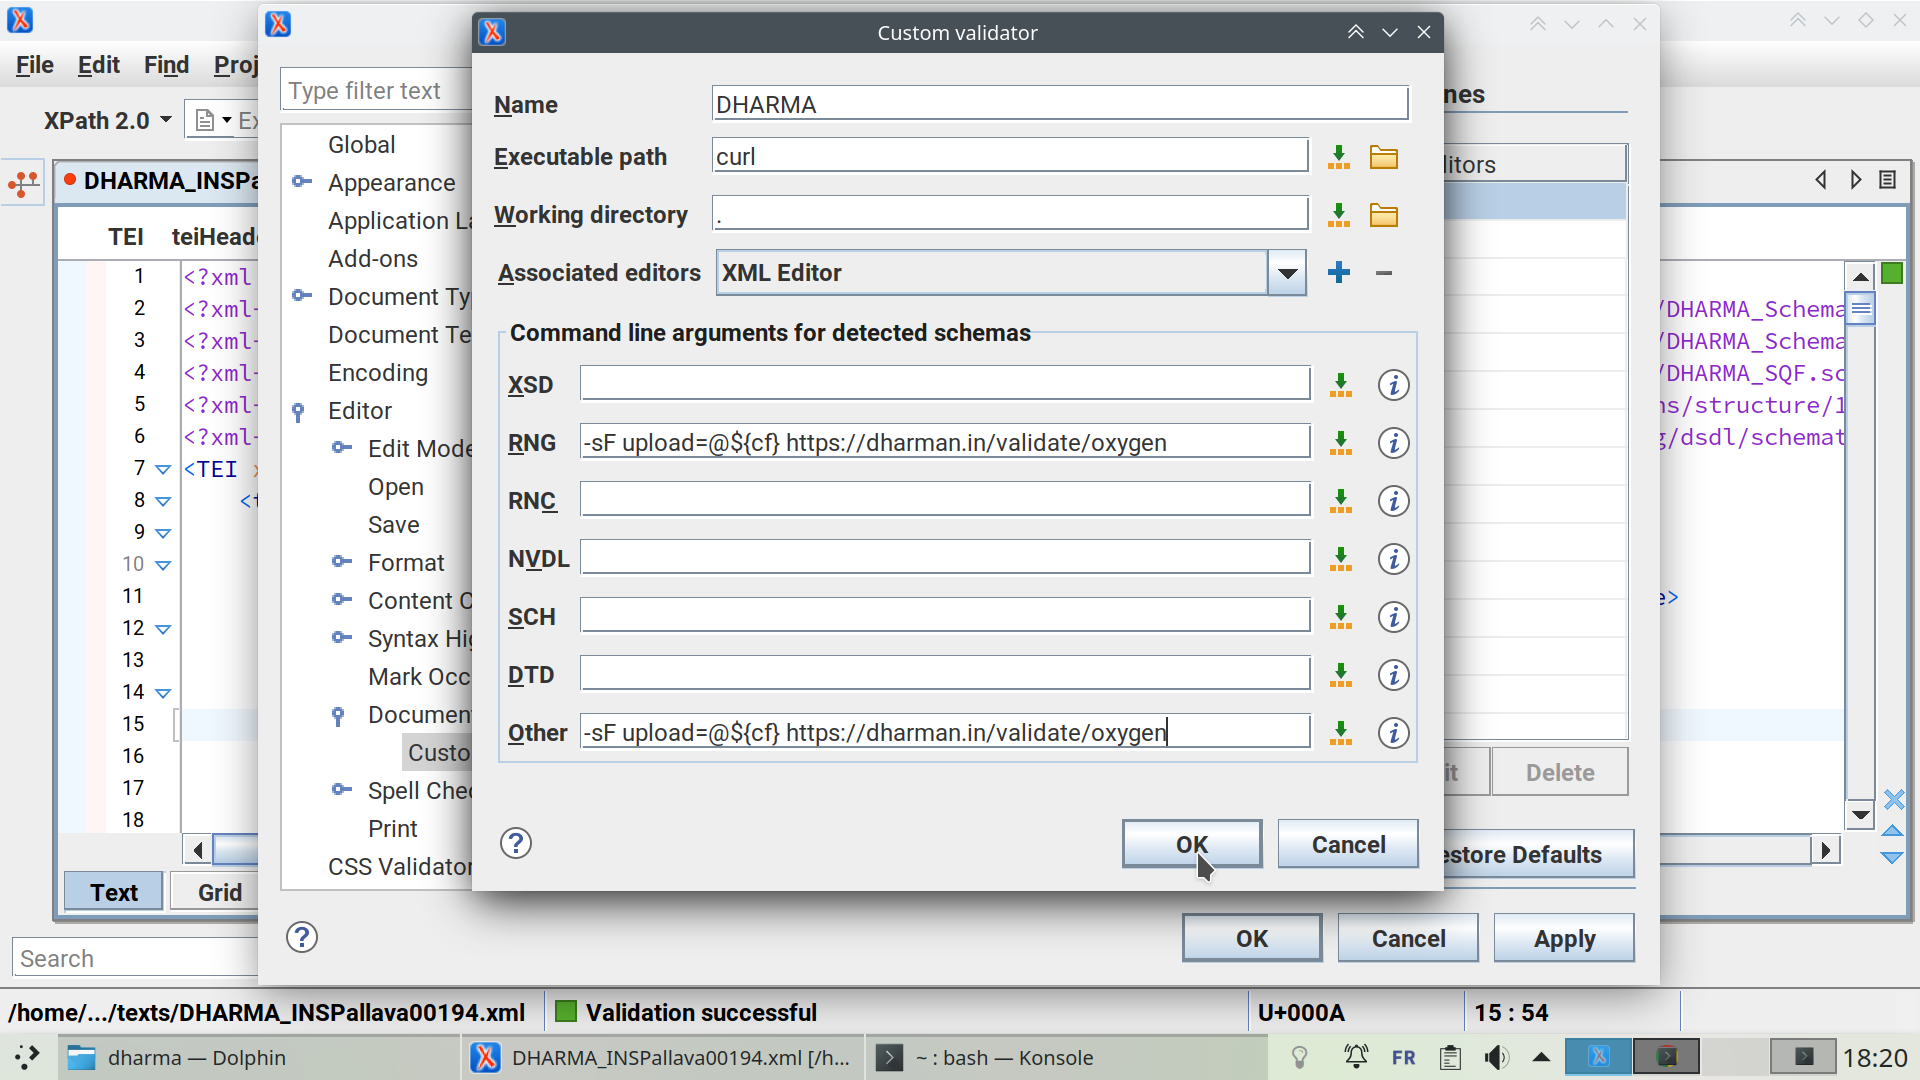 Custom validator
File Edit Find
Name DHARMA
Type filter text
XPath 2.0
Executable path curl
Working directory .
Associated editors XML Editor
Command line arguments for detected schemas
XSD
RNG -sF upload=@${cf} https://dharman.in/validate/oxygen
RNC
NVDL
SCH
DTD
Other -sF upload=@${cf} https://dharman.in/validate/oxygen
OK Cancel
Global
Appearance
Application La
Add-ons
Document Ty
Document Te
Encoding
Editor
Edit Mode
Open
Save
Format
Content C
Syntax Hig
Mark Occ
Document
Custo
Spell Chec
Print
CSS Validator
nes
itors
it Delete
estore Defaults
OK Cancel Apply
DHARMA_INSPa
TEI teiHeade
1 <?xml
2 <?xml- /DHARMA_Schema
3 <?xml- /DHARMA_Schema
4 <?xml- /DHARMA_SQF.sc
5 <?xml- ns/structure/1
6 <?xml- g/dsdl/schemat
7 <TEI
8 <t
9
10
11 e>
12
13
14
15
16
17
18
Text Grid
Search
/home/.../texts/DHARMA_INSPallava00194.xml Validation successful U+000A 15 : 54
dharma — Dolphin DHARMA_INSPallava00194.xml [/h... ~ : bash — Konsole FR 18:20